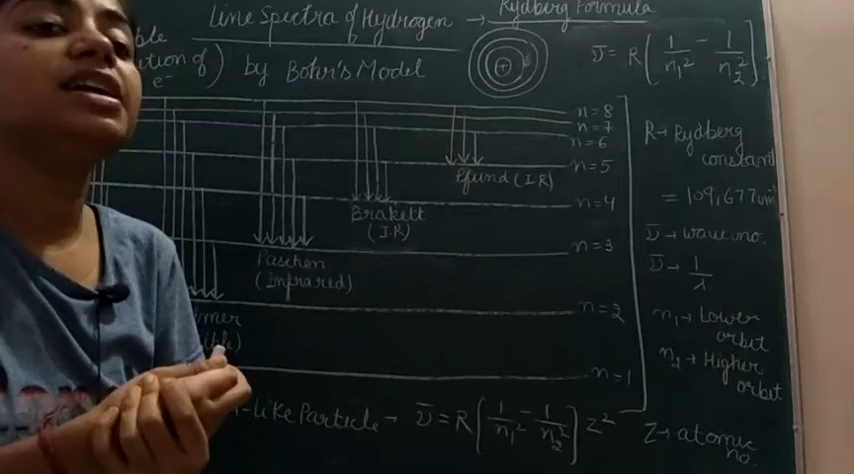 Line Spectra of Hydrogen → Rydberg Formula
by Bohr's Model
e⁻
ν̅ = R(1/n₁² - 1/n₂²)
n=8
n=7
n=6
n=5
n=4
n=3
n=2
n=1
Pfund (IR)
Brakett
(IR)
Paschen
(Infrared)
R→ Rydberg
constant
= 109,677 cm⁻¹
ν̅ → wave no.
ν̅ → 1/λ
n₁→ Lower
orbit
n₂→ Higher
orbit
-like Particle → ν̅ = R[1/n₁² - 1/n₂²] Z²
Z→ atomic
no.